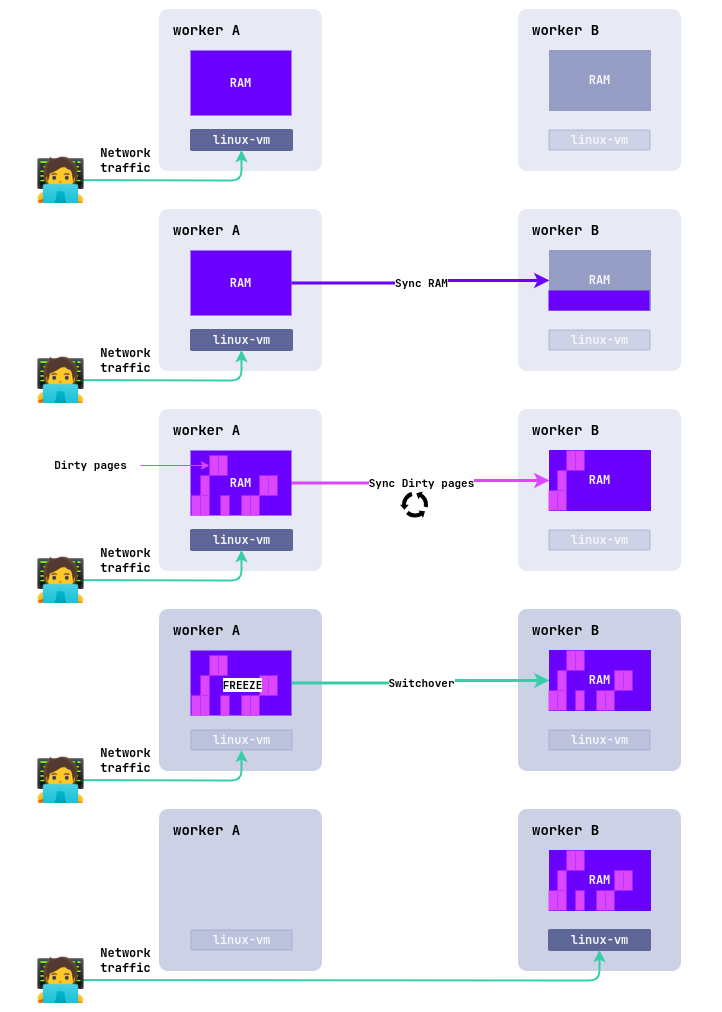 worker A
worker B
RAM
RAM
linux-vm
linux-vm
Network
traffic
worker A
worker B
RAM
Sync RAM
RAM
linux-vm
linux-vm
Network
traffic
worker A
worker B
Dirty pages
RAM
Sync Dirty pages
RAM
linux-vm
linux-vm
Network
traffic
worker A
worker B
FREEZE
Switchover
RAM
linux-vm
linux-vm
Network
traffic
worker A
worker B
RAM
linux-vm
linux-vm
Network
traffic